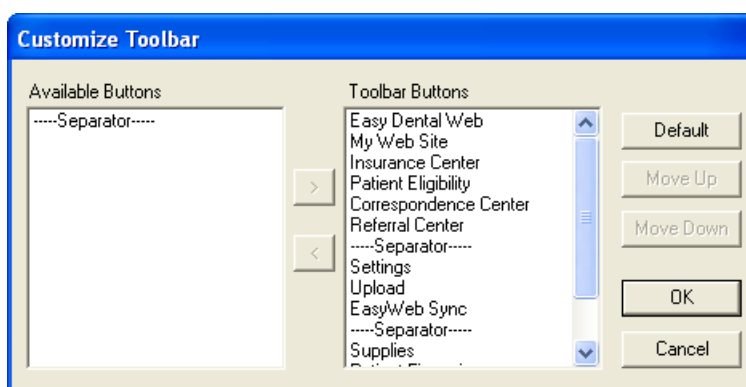 Customize Toolbar
Available Buttons
-----Separator-----
>
<
Toolbar Buttons
Easy Dental Web
My Web Site
Insurance Center
Patient Eligibility
Correspondence Center
Referral Center
-----Separator-----
Settings
Upload
EasyWeb Sync
-----Separator-----
Supplies
Default
Move Up
Move Down
OK
Cancel